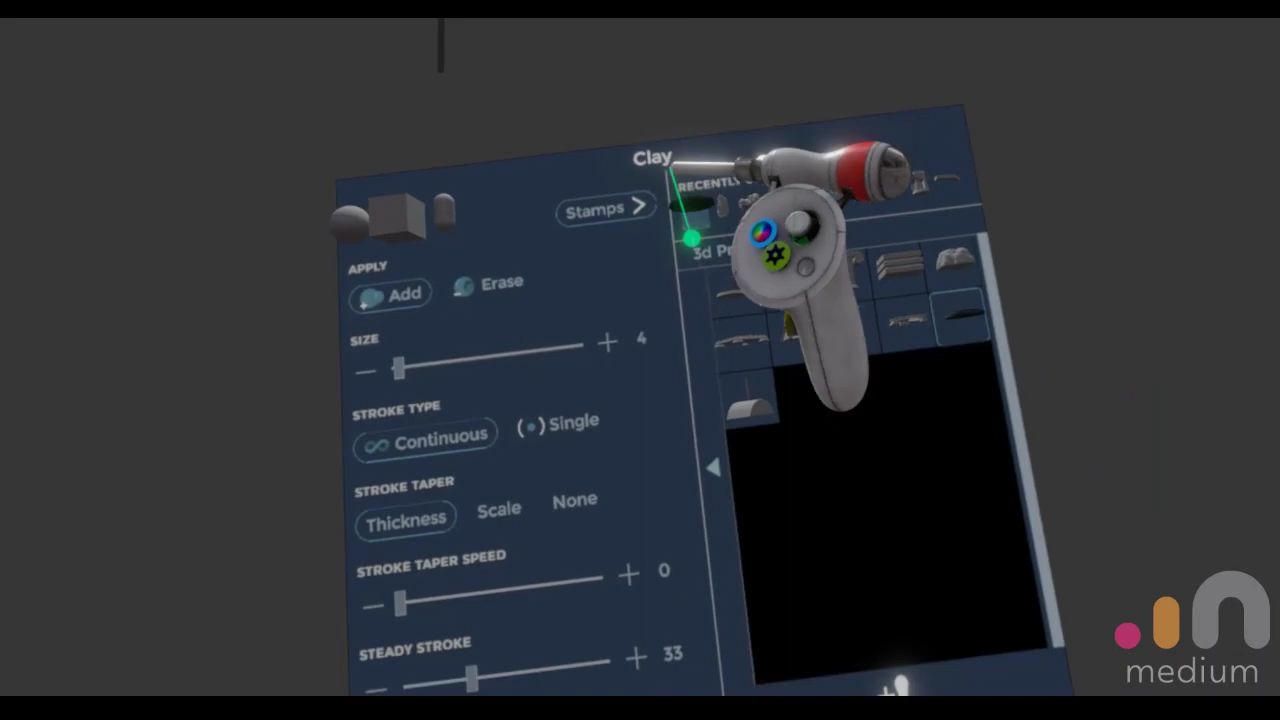 Clay
Stamps
RECENTLY
3d Pr
APPLY
Add
Erase
SIZE
4
STROKE TYPE
Continuous
Single
STROKE TAPER
Thickness
Scale
None
STROKE TAPER SPEED
0
STEADY STROKE
33
medium